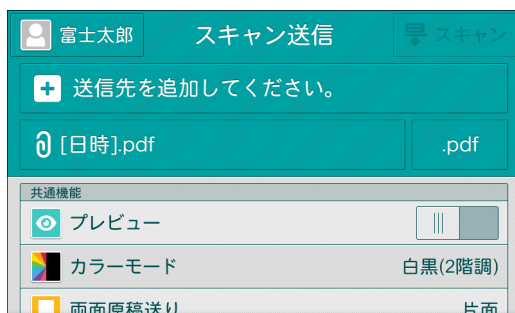 富士太郎
スキャン送信
スキャン
送信先を追加してください。
[日時].pdf
.pdf
共通機能
プレビュー
カラーモード
白黒(2階調)
両面原稿送り
片面